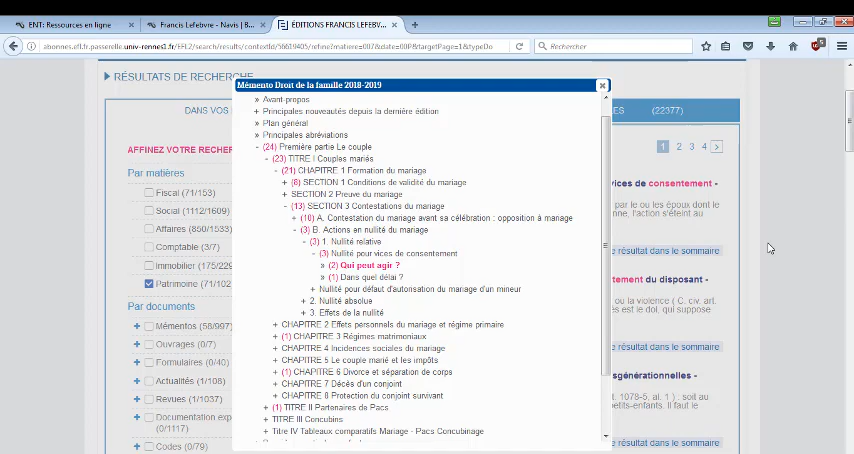 ENT: Ressources en ligne
Francis Lefebvre - Navis | B...
ÉDITIONS FRANCIS LEFEBV...
abonnes.efl.fr.passerelle.univ-rennes1.fr/EFL2/search/results/contextId/56619405/refine?matiere=007&date=00P&targetPage=1&typeDo
Rechercher
RÉSULTATS DE RECHERCHE
DANS VOS
ES (22377)
AFFINEZ VOTRE RECHER
Par matières
Fiscal (71/153)
Social (1112/1609)
Affaires (850/1533)
Comptable (3/7)
Immobilier (175/229
Patrimoine (71/102
Par documents
Mémentos (58/997)
Ouvrages (0/7)
Formulaires (0/40)
Actualités (1/108)
Revues (1/1037)
Documentation exp
(0/1117)
Codes (0/79)
Mémento Droit de la famille 2018-2019
» Avant-propos
+ Principales nouveautés depuis la dernière édition
» Plan général
» Principales abréviations
- (24) Première partie Le couple
- (23) TITRE I Couples mariés
- (21) CHAPITRE 1 Formation du mariage
+ (8) SECTION 1 Conditions de validité du mariage
+ SECTION 2 Preuve du mariage
- (13) SECTION 3 Contestations du mariage
+ (10) A. Contestation du mariage avant sa célébration : opposition à mariage
- (3) B. Actions en nullité du mariage
- (3) 1. Nullité relative
- (3) Nullité pour vices de consentement
» (2) Qui peut agir ?
» (1) Dans quel délai ?
+ Nullité pour défaut d'autorisation du mariage d'un mineur
+ 2. Nullité absolue
+ 3. Effets de la nullité
+ CHAPITRE 2 Effets personnels du mariage et régime primaire
+ (1) CHAPITRE 3 Régimes matrimoniaux
+ CHAPITRE 4 Incidences sociales du mariage
+ CHAPITRE 5 Le couple marié et les impôts
+ (1) CHAPITRE 6 Divorce et séparation de corps
+ CHAPITRE 7 Décès d'un conjoint
+ CHAPITRE 8 Protection du conjoint survivant
+ (1) TITRE II Partenaires de Pacs
+ TITRE III Concubins
+ Titre IV Tableaux comparatifs Mariage - Pacs Concubinage
1 2 3 4 >
vices de consentement -
par le ou les époux dont le
nne, l'action s'éteint au
résultat dans le sommaire
tement du disposant -
ou la violence ( C. civ. art.
rs est le dol, qui suppose
résultat dans le sommaire
sgénérationnelles -
1078-5, al. 1 ) : soit au
etits-enfants. Il faut le
résultat dans le sommaire